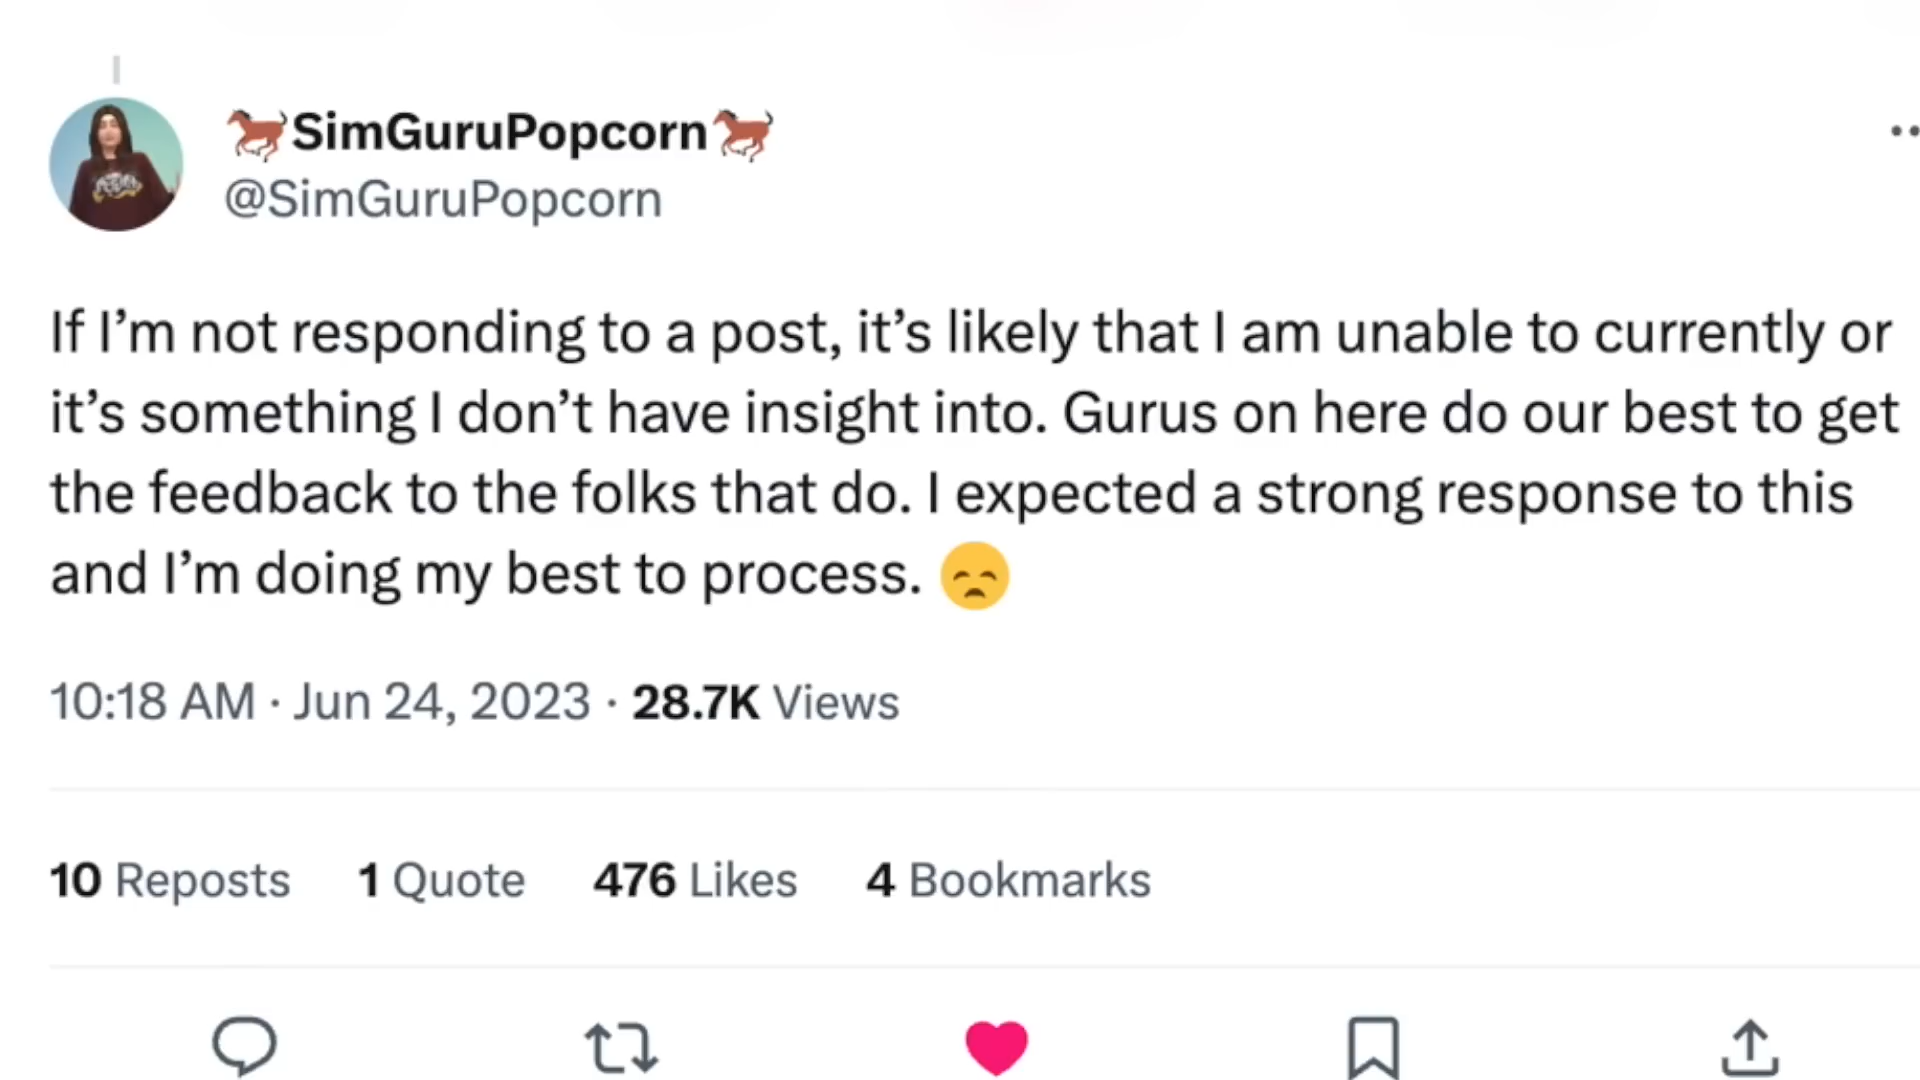 🐎SimGuruPopcorn🐎
@SimGuruPopcorn
If I’m not responding to a post, it’s likely that I am unable to currently or
it’s something I don’t have insight into. Gurus on here do our best to get
the feedback to the folks that do. I expected a strong response to this
and I’m doing my best to process. 😞
10:18 AM · Jun 24, 2023 · 28.7K Views
10 Reposts 1 Quote 476 Likes 4 Bookmarks